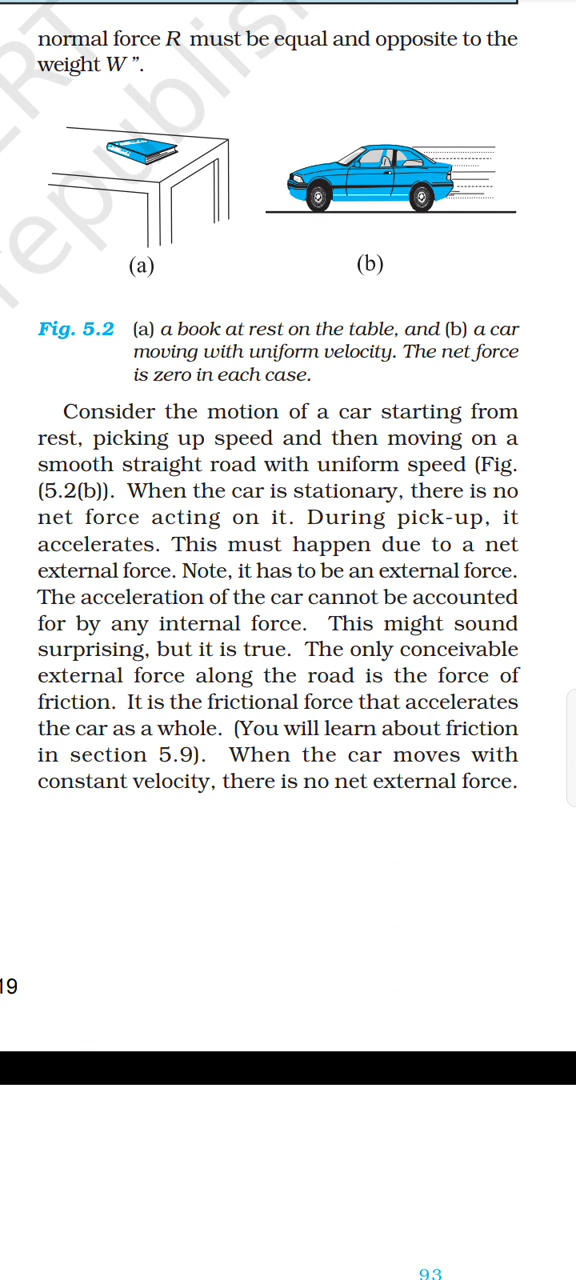 normal force R must be equal and opposite to the
weight W ”.
(a)
(b)
Fig. 5.2 (a) a book at rest on the table, and (b) a car
moving with uniform velocity. The net force
is zero in each case.
Consider the motion of a car starting from
rest, picking up speed and then moving on a
smooth straight road with uniform speed (Fig.
(5.2(b)). When the car is stationary, there is no
net force acting on it. During pick-up, it
accelerates. This must happen due to a net
external force. Note, it has to be an external force.
The acceleration of the car cannot be accounted
for by any internal force. This might sound
surprising, but it is true. The only conceivable
external force along the road is the force of
friction. It is the frictional force that accelerates
the car as a whole. (You will learn about friction
in section 5.9). When the car moves with
constant velocity, there is no net external force.
19
93